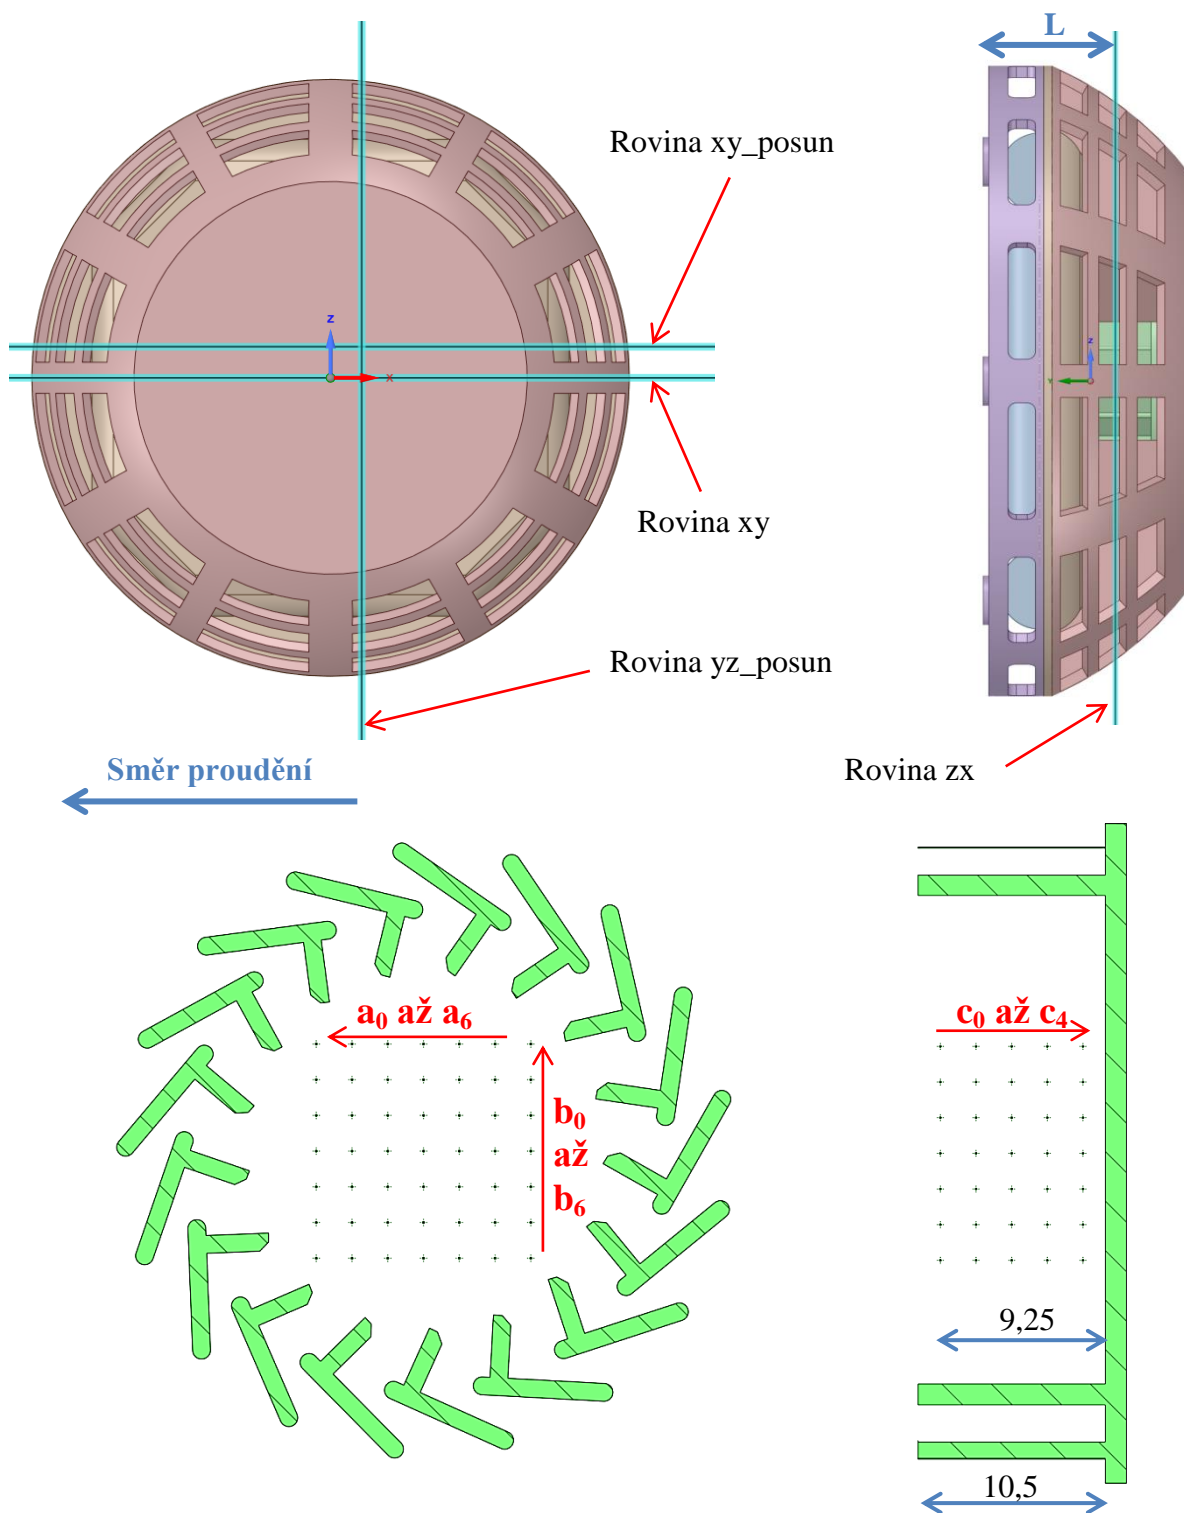 L
Rovina xy_posun
z
x
z
Y
Rovina xy
Rovina yz_posun
Směr proudění
Rovina zx
a₀ až a₆
c₀ až c₄
b₀
až
b₆
9,25
10,5